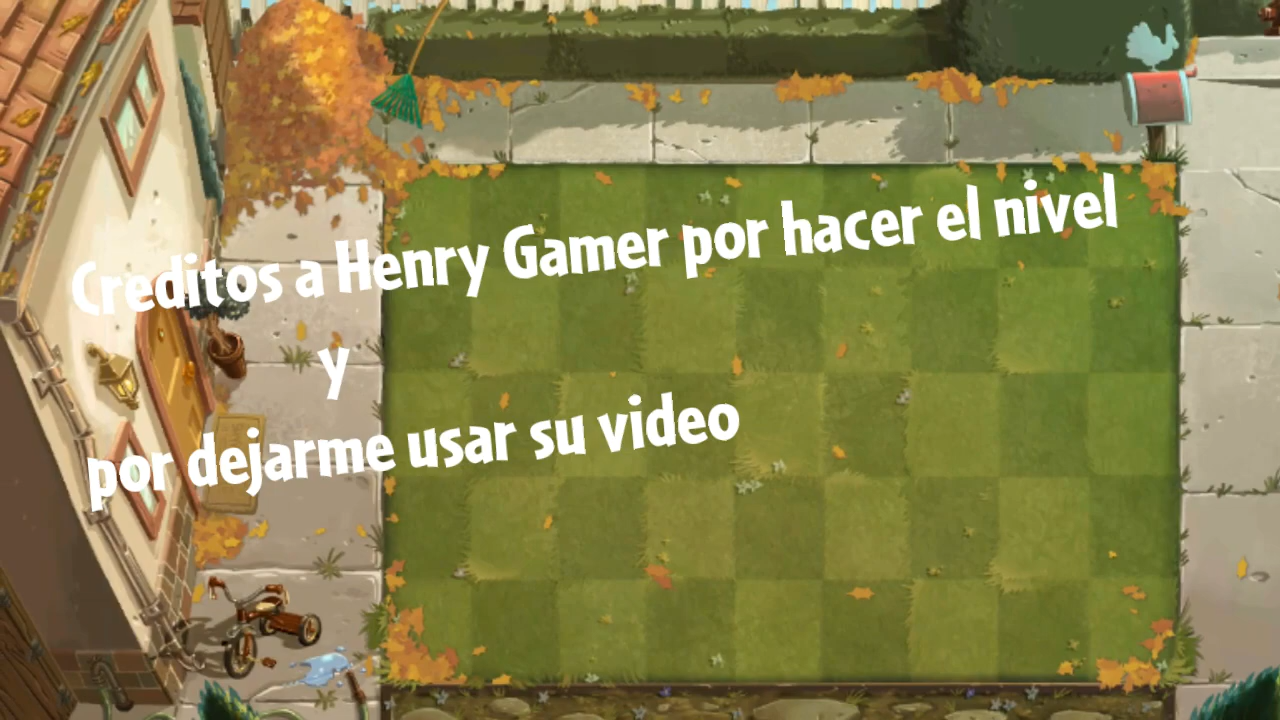 Creditos a Henry Gamer por hacer el nivel
y
por dejarme usar su video